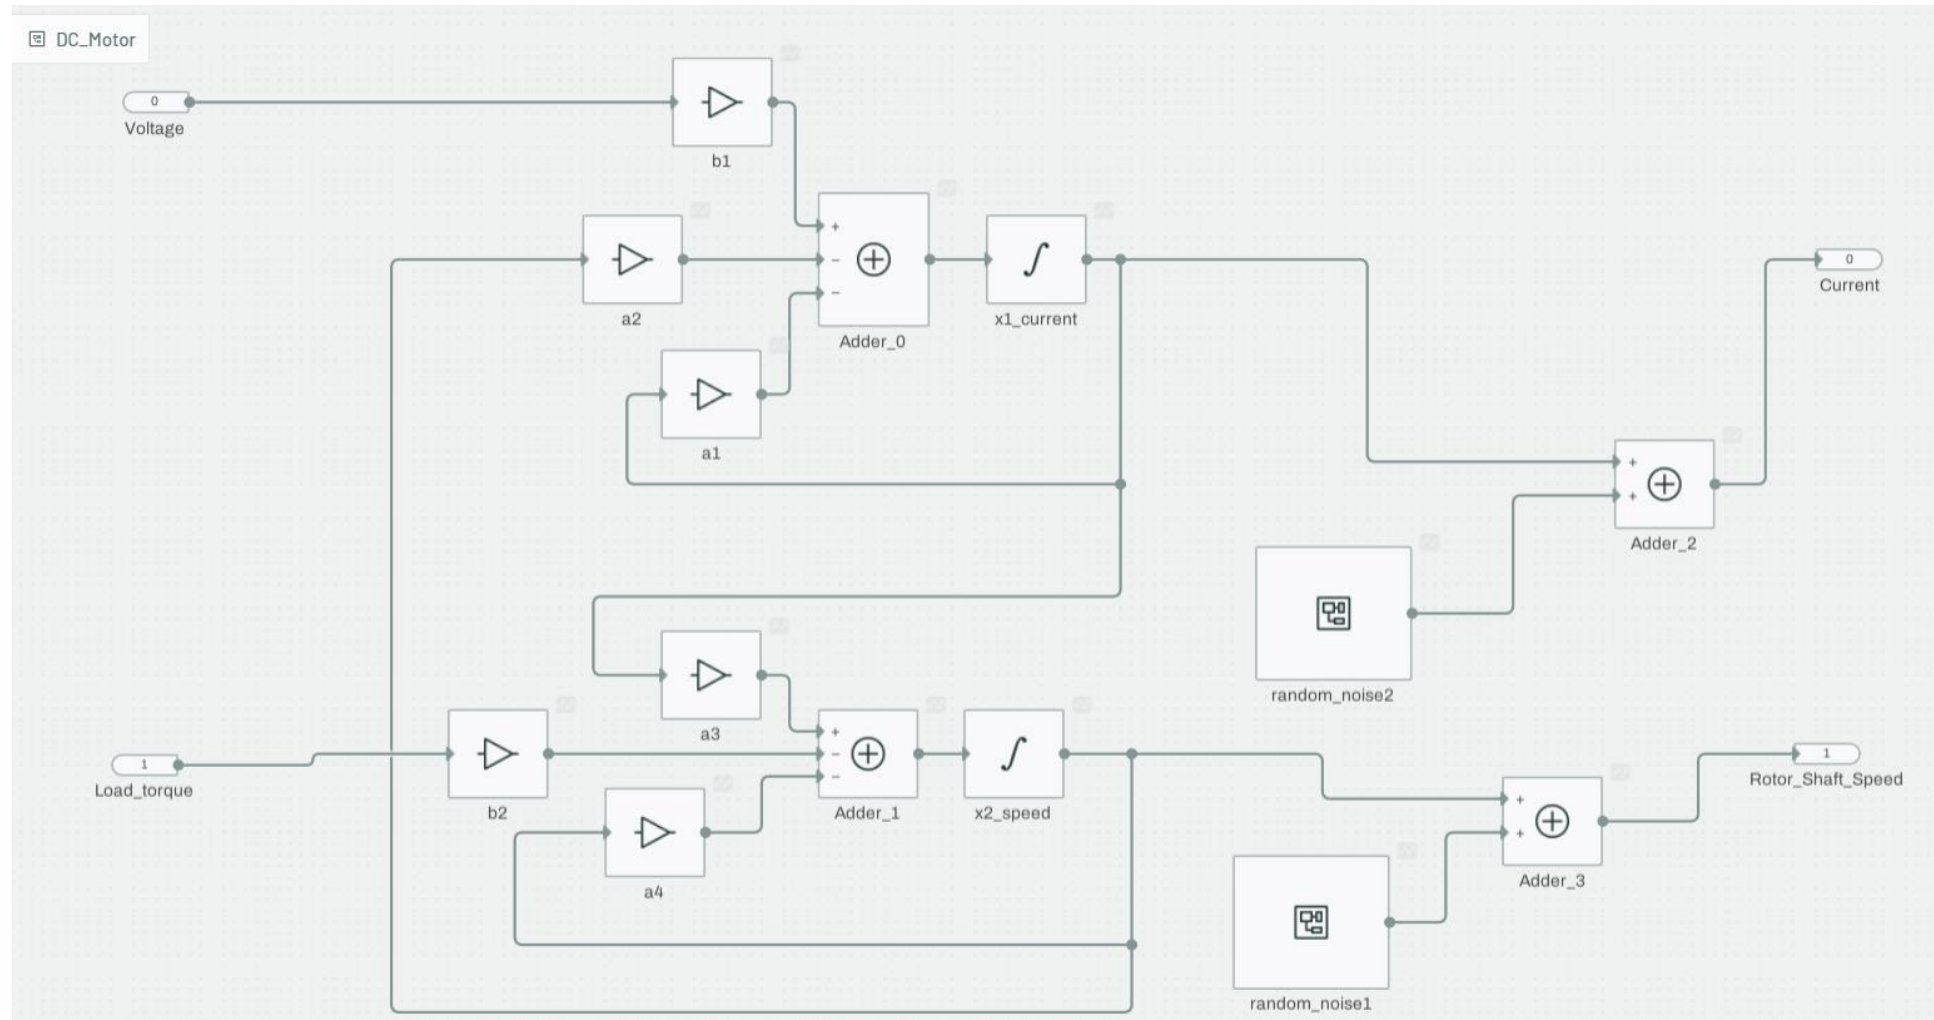 DC_Motor
0
Voltage
b1
+
-
-
a2
Adder_0
x1_current
0
Current
a1
+
+
Adder_2
random_noise2
a3
+
-
-
1
Load_torque
b2
Adder_1
x2_speed
1
Rotor_Shaft_Speed
+
+
a4
Adder_3
random_noise1